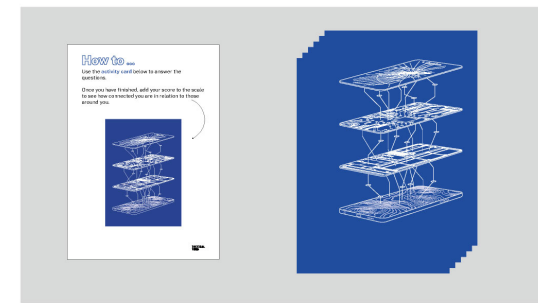 How to ...
Use the activity card below to answer the
questions.
Once you have finished, add your score to the scale
to see how connected you are in relation to those
around you.